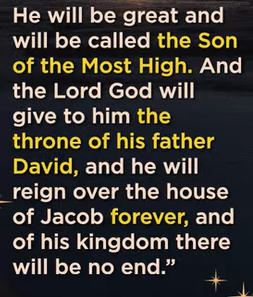 He will be great and
will be called the Son
of the Most High. And
the Lord God will
give to him the
throne of his father
David, and he will
reign over the house
of Jacob forever, and
of his kingdom there
will be no end.”